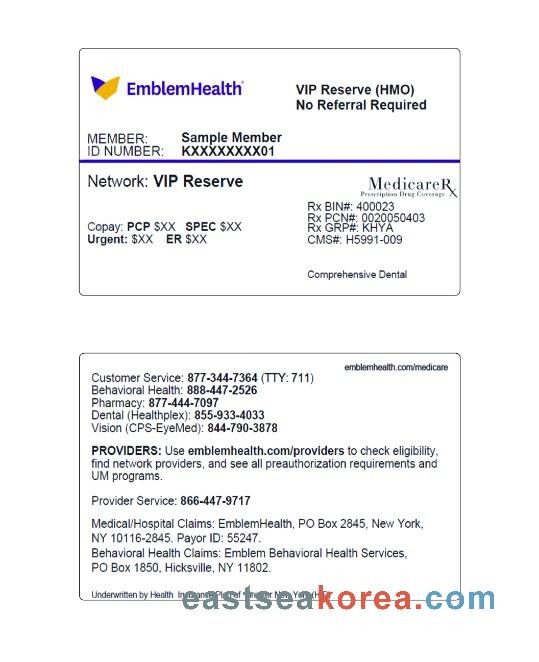 EmblemHealth®
VIP Reserve (HMO)
No Referral Required
MEMBER: Sample Member
ID NUMBER: KXXXXXXXXX01
Network: VIP Reserve
MedicareRx
Prescription Drug Coverage
Rx BIN#: 400023
Rx PCN#: 0020050403
Rx GRP#: KHYA
CMS#: H5991-009
Copay: PCP $XX SPEC $XX
Urgent: $XX ER $XX
Comprehensive Dental
emblemhealth.com/medicare
Customer Service: 877-344-7364 (TTY: 711)
Behavioral Health: 888-447-2526
Pharmacy: 877-444-7097
Dental (Healthplex): 855-933-4033
Vision (CPS-EyeMed): 844-790-3878
PROVIDERS: Use emblemhealth.com/providers to check eligibility,
find network providers, and see all preauthorization requirements and
UM programs.
Provider Service: 866-447-9717
Medical/Hospital Claims: EmblemHealth, PO Box 2845, New York,
NY 10116-2845. Payor ID: 55247.
Behavioral Health Claims: Emblem Behavioral Health Services,
PO Box 1850, Hicksville, NY 11802.
Underwritten by Health Insurance Plan of Greater New York (HIP)
eastseakorea.com